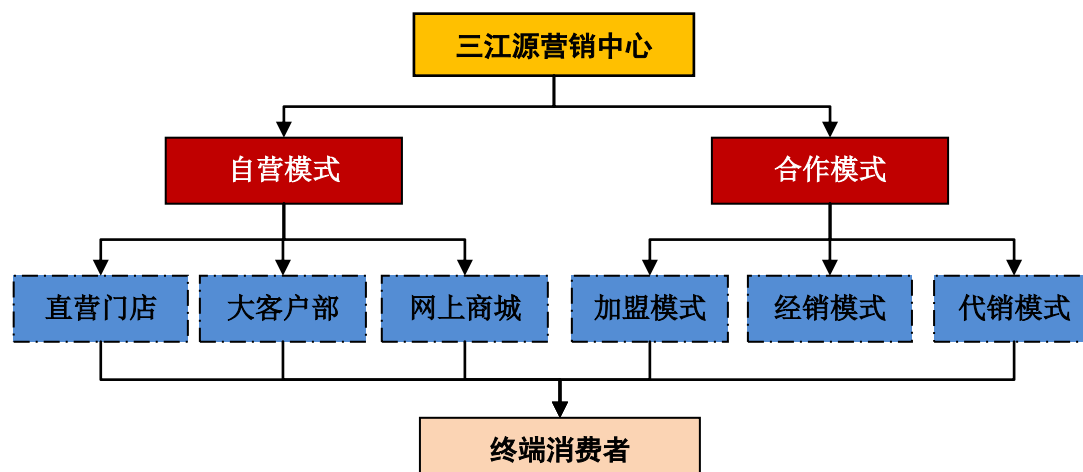 三江源营销中心
自营模式
合作模式
直营门店
大客户部
网上商城
加盟模式
经销模式
代销模式
终端消费者